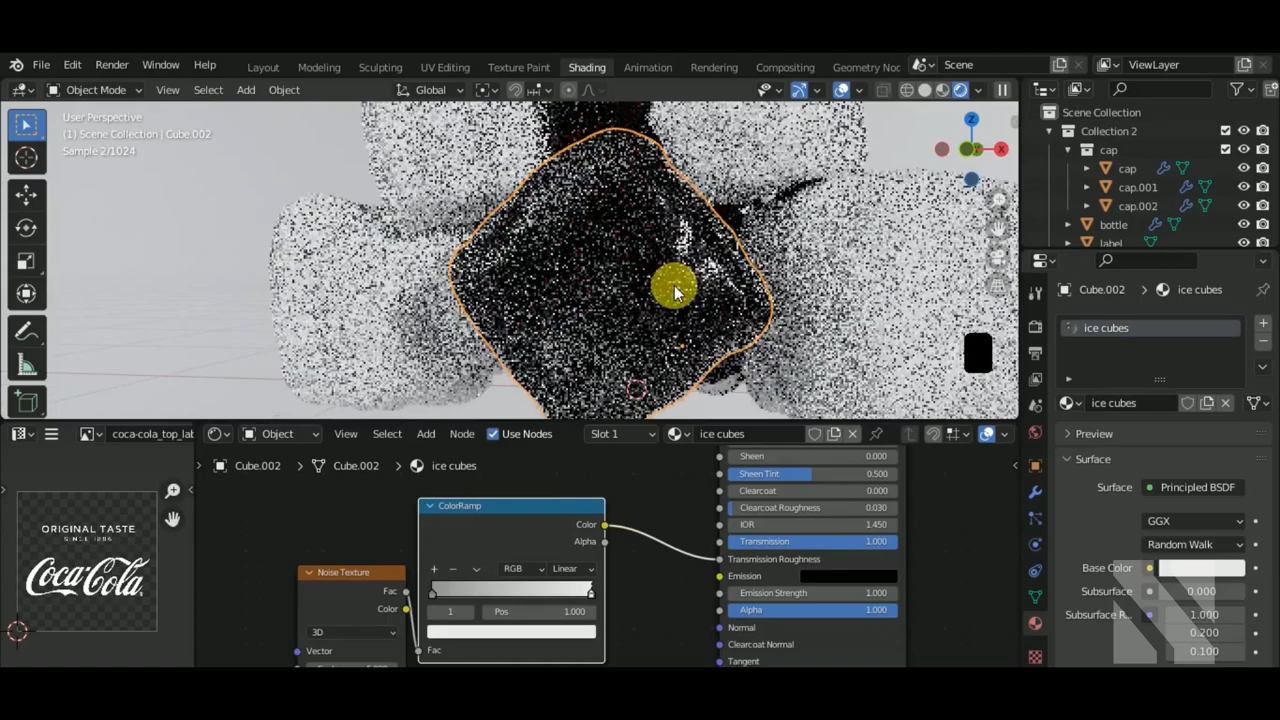 File Edit Render Window Help Layout Modeling Sculpting UV Editing Texture Paint Shading Animation Rendering Compositing Geometry Noc Scene ViewLayer
Object Mode View Select Add Object Global
User Perspective
(1) Scene Collection | Cube.002
Sample 2/1024
Z
X
Scene Collection
Collection 2
cap
cap
cap.001
cap.002
bottle
label
Cube.002 > ice cubes
ice cubes
ice cubes
Preview
Surface
Surface Principled BSDF
GGX
Random Walk
Base Color
Subsurface 0.000
Subsurface R... 1.000
0.200
0.100
coca-cola_top_lab
ORIGINAL TASTE
SINCE 1886
Coca-Cola
Object View Select Add Node Use Nodes Slot 1 ice cubes
Cube.002 > Cube.002 > ice cubes
ColorRamp
Color
Alpha
RGB Linear
1 Pos 1.000
Fac
Noise Texture
Fac
Color
3D
Vector
Sheen 0.000
Sheen Tint 0.500
Clearcoat 0.000
Clearcoat Roughness 0.030
IOR 1.450
Transmission 1.000
Transmission Roughness
Emission
Emission Strength 1.000
Alpha 1.000
Normal
Clearcoat Normal
Tangent